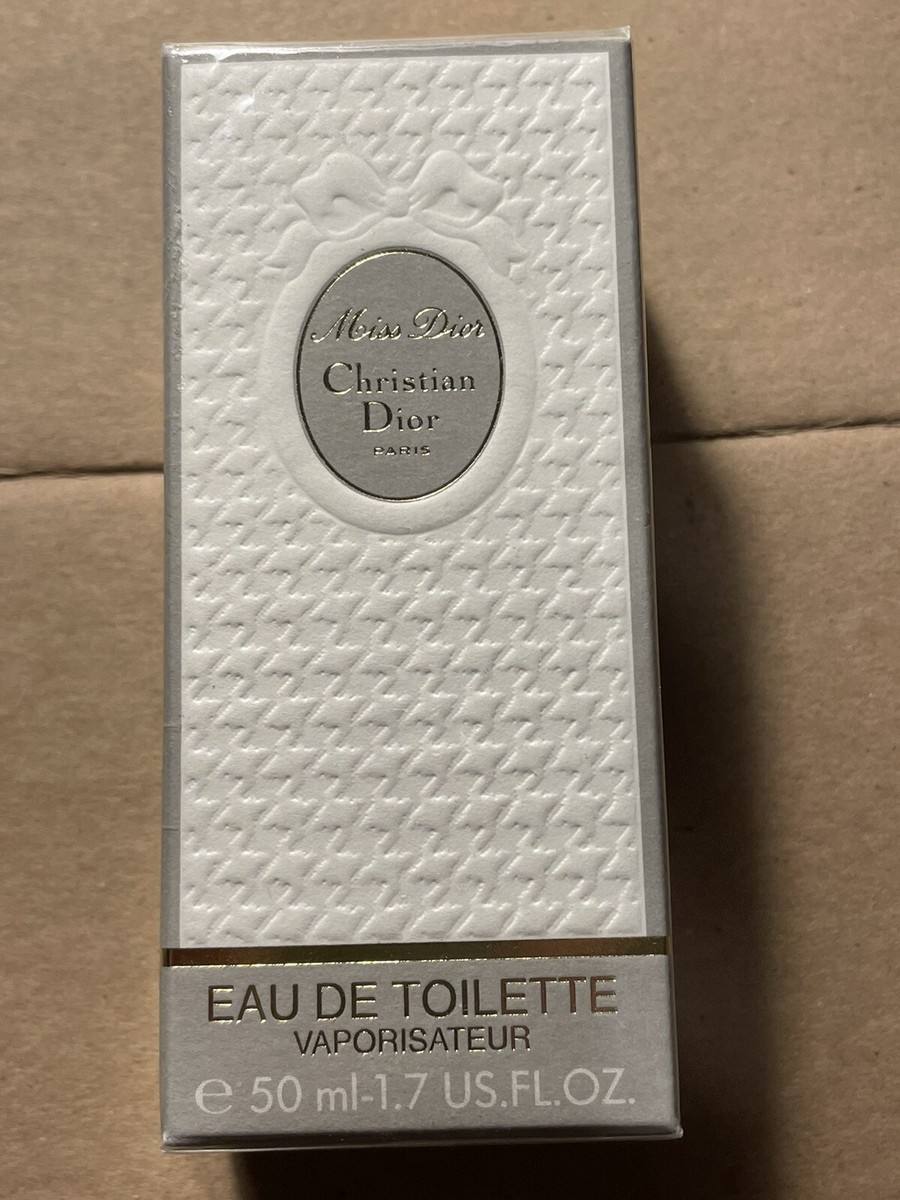 Miss Dior
Christian
Dior
PARIS
EAU DE TOILETTE
VAPORISATEUR
℮ 50 ml-1.7 US.FL.OZ.